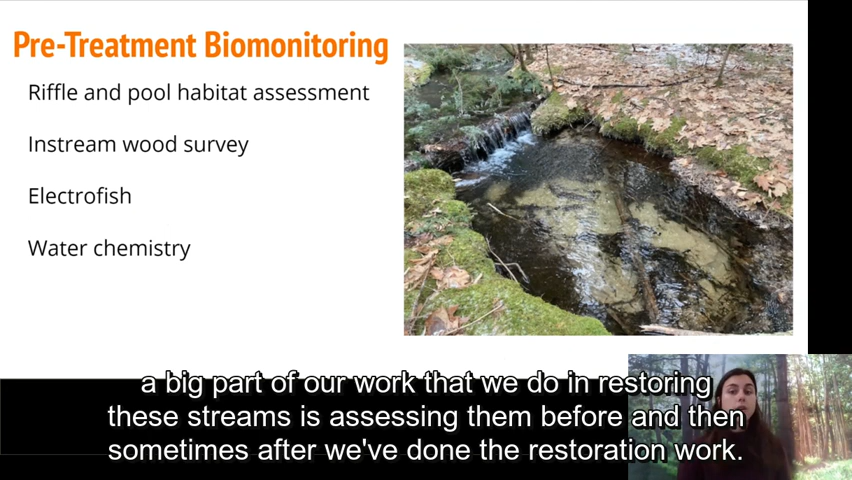 Pre-Treatment Biomonitoring
Riffle and pool habitat assessment
Instream wood survey
Electrofish
Water chemistry
a big part of our work that we do in restoring
these streams is assessing them before and then
sometimes after we've done the restoration work.